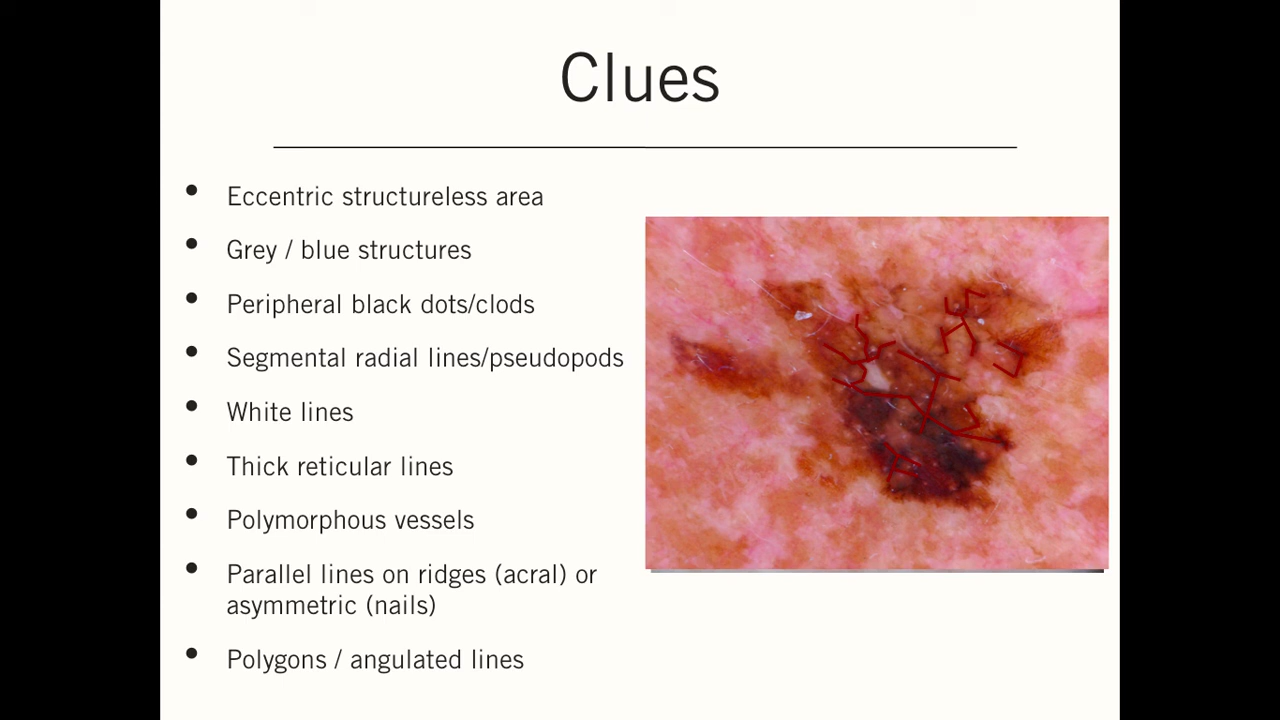 Clues
• Eccentric structureless area
• Grey / blue structures
• Peripheral black dots/clods
• Segmental radial lines/pseudopods
• White lines
• Thick reticular lines
• Polymorphous vessels
• Parallel lines on ridges (acral) or
asymmetric (nails)
• Polygons / angulated lines